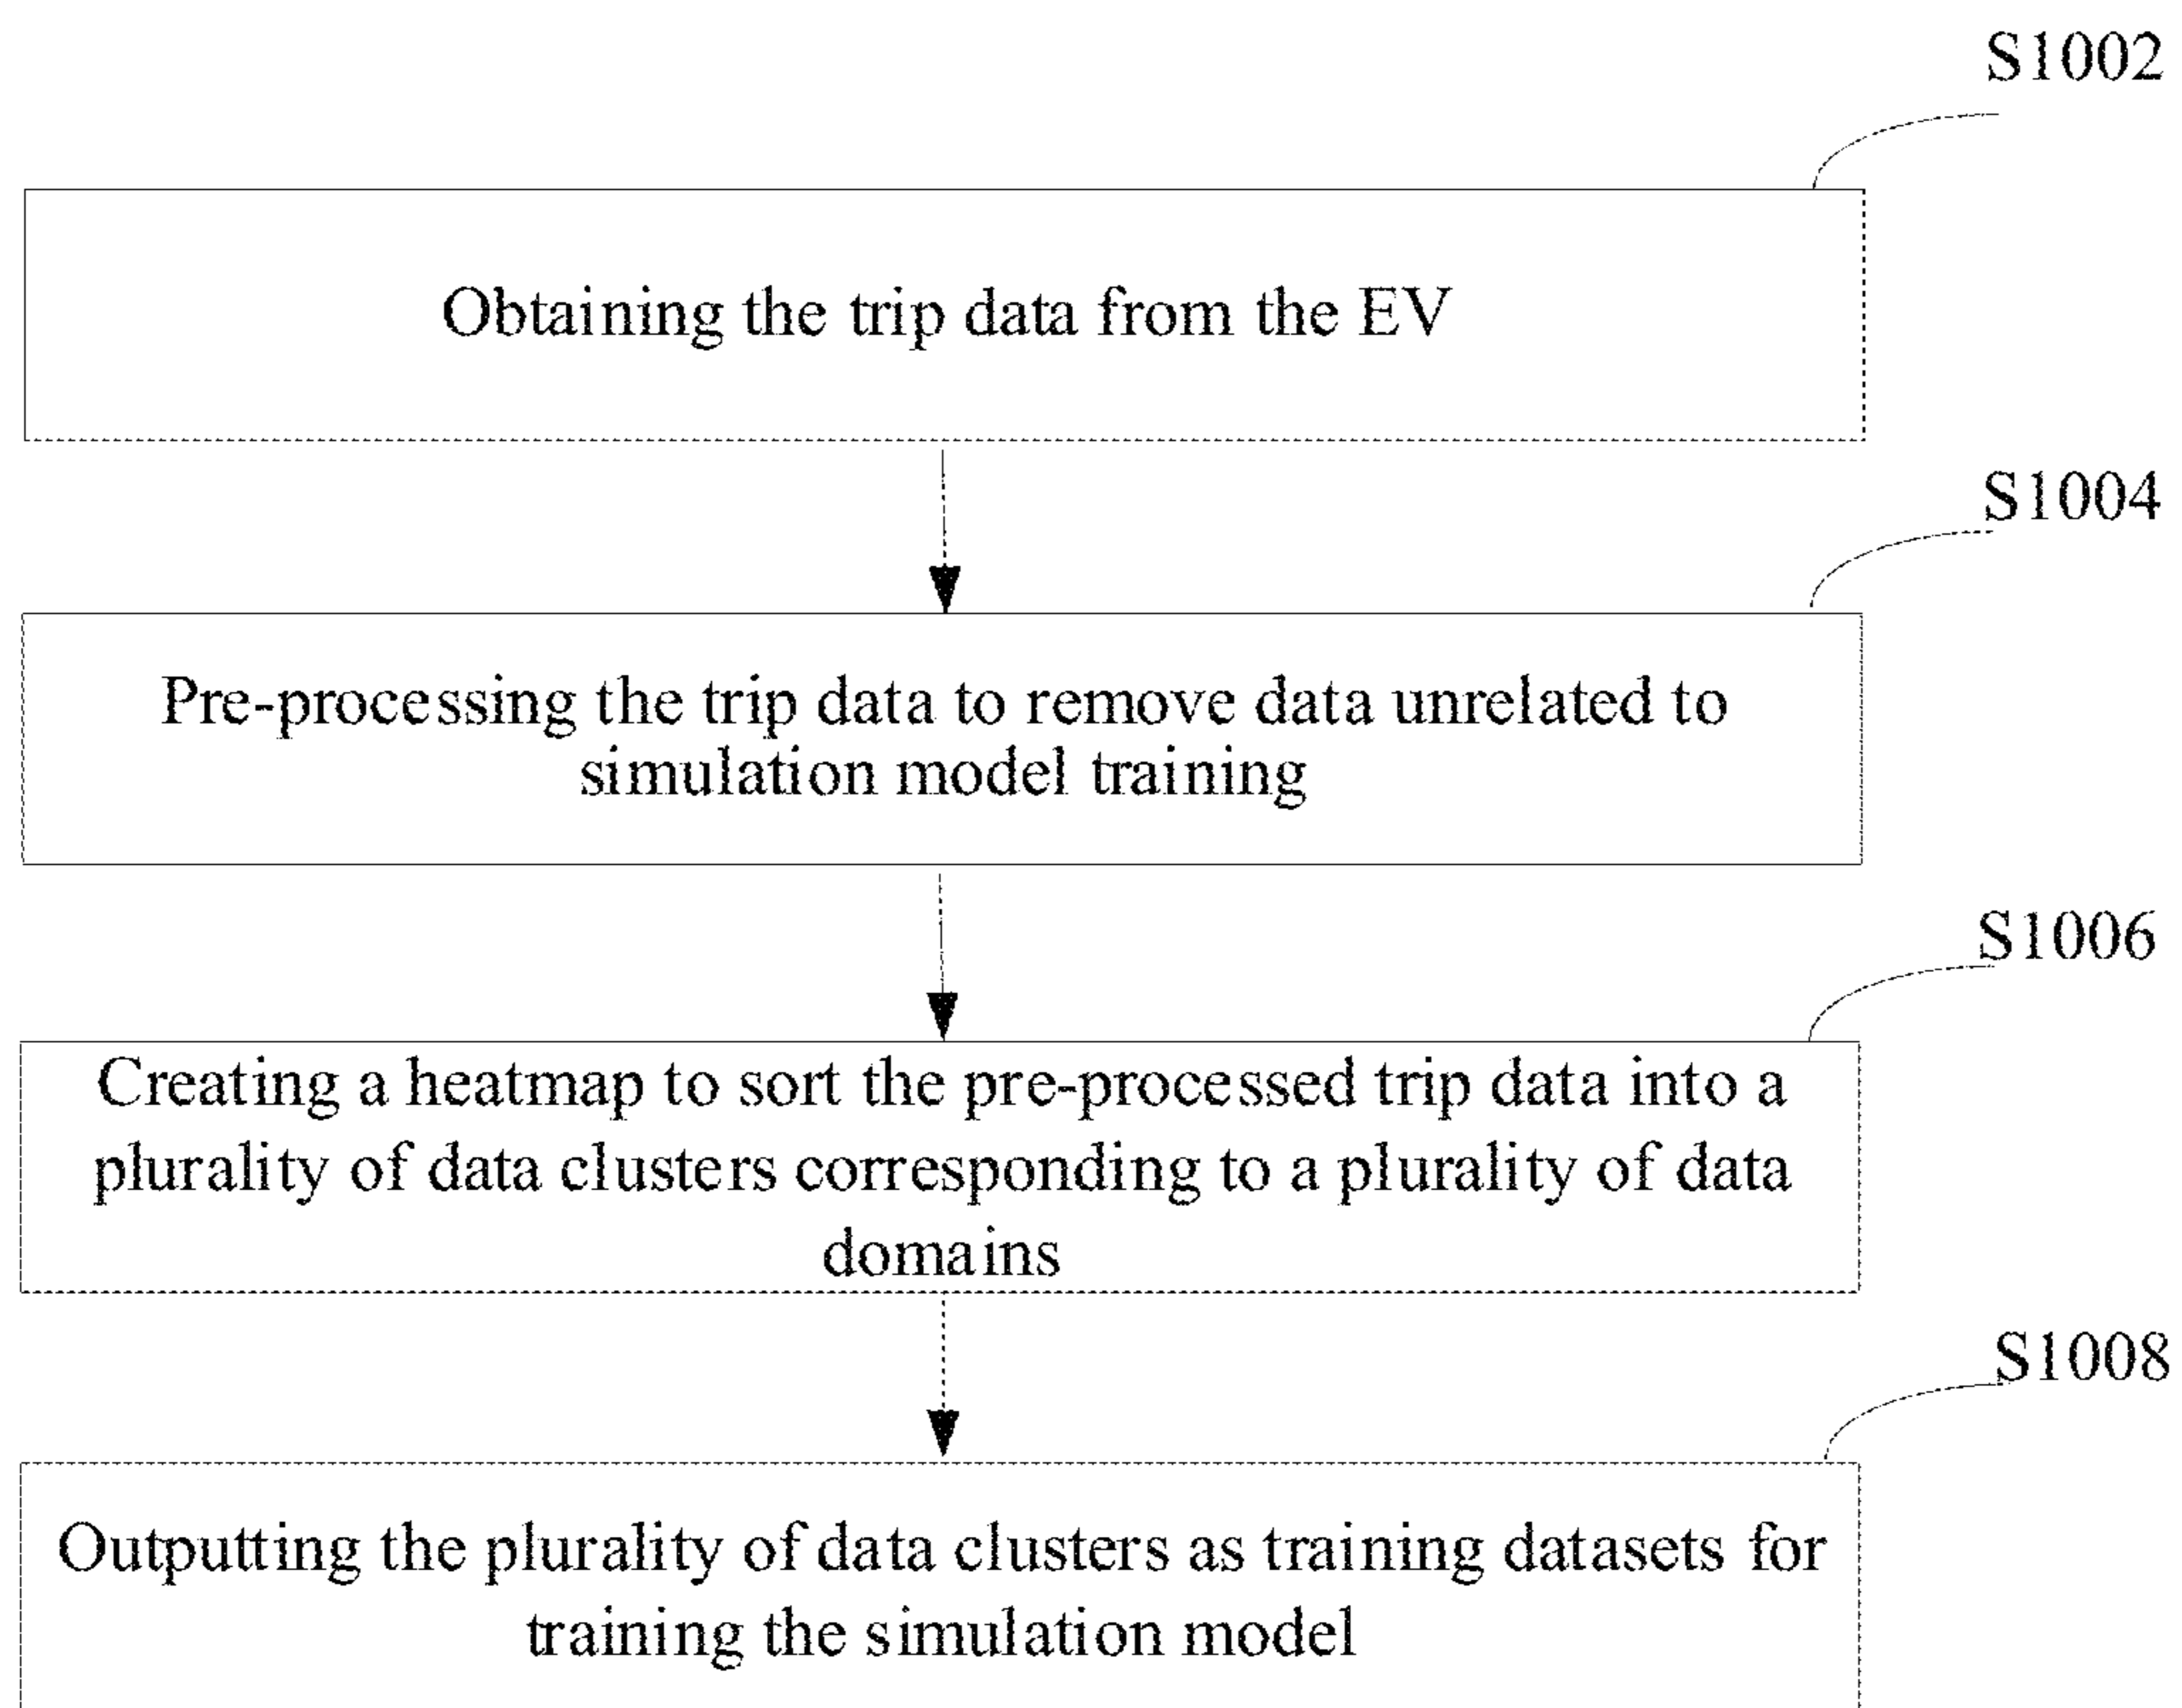 S1002
Obtaining the trip data from the EV
S1004
Pre-processing the trip data to remove data unrelated to
simulation model training
S1006
Creating a heatmap to sort the pre-processed trip data into a
plurality of data clusters corresponding to a plurality of data
domains
S1008
Outputting the plurality of data clusters as training datasets for
training the simulation model